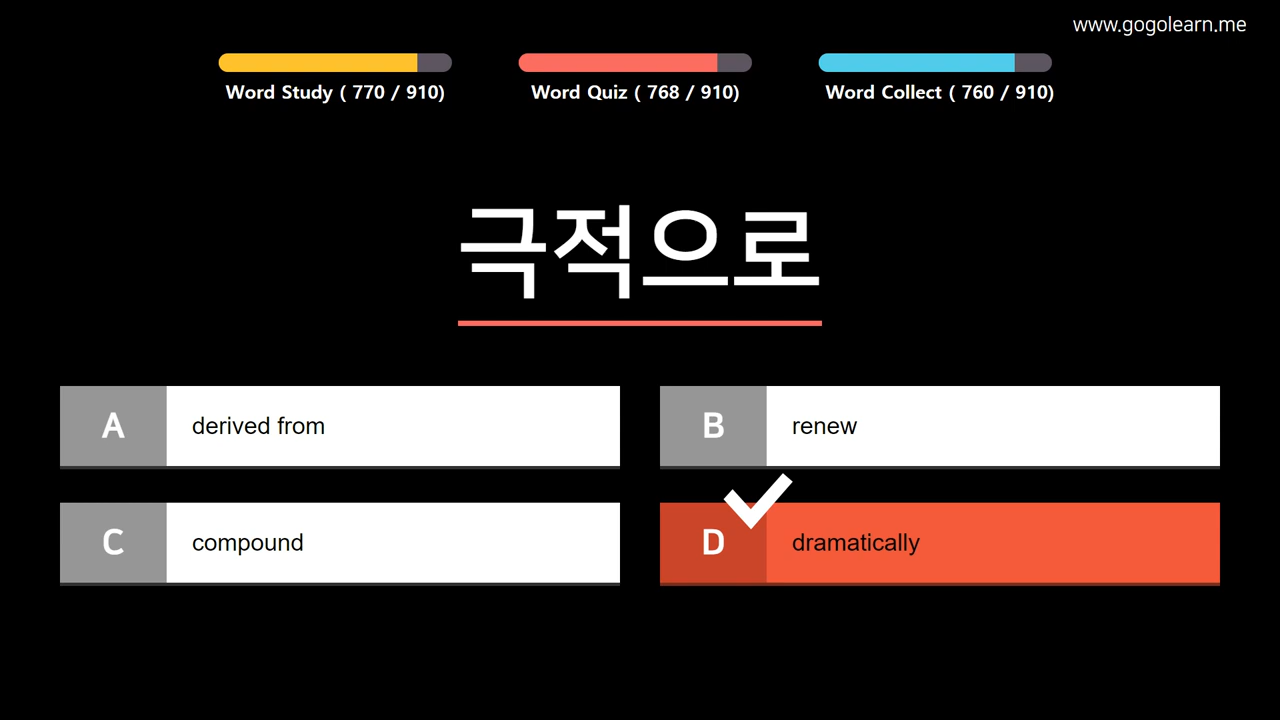 www.gogolearn.me
Word Study ( 770 / 910)
Word Quiz ( 768 / 910)
Word Collect ( 760 / 910)
극적으로
A derived from
B renew
C compound
D dramatically